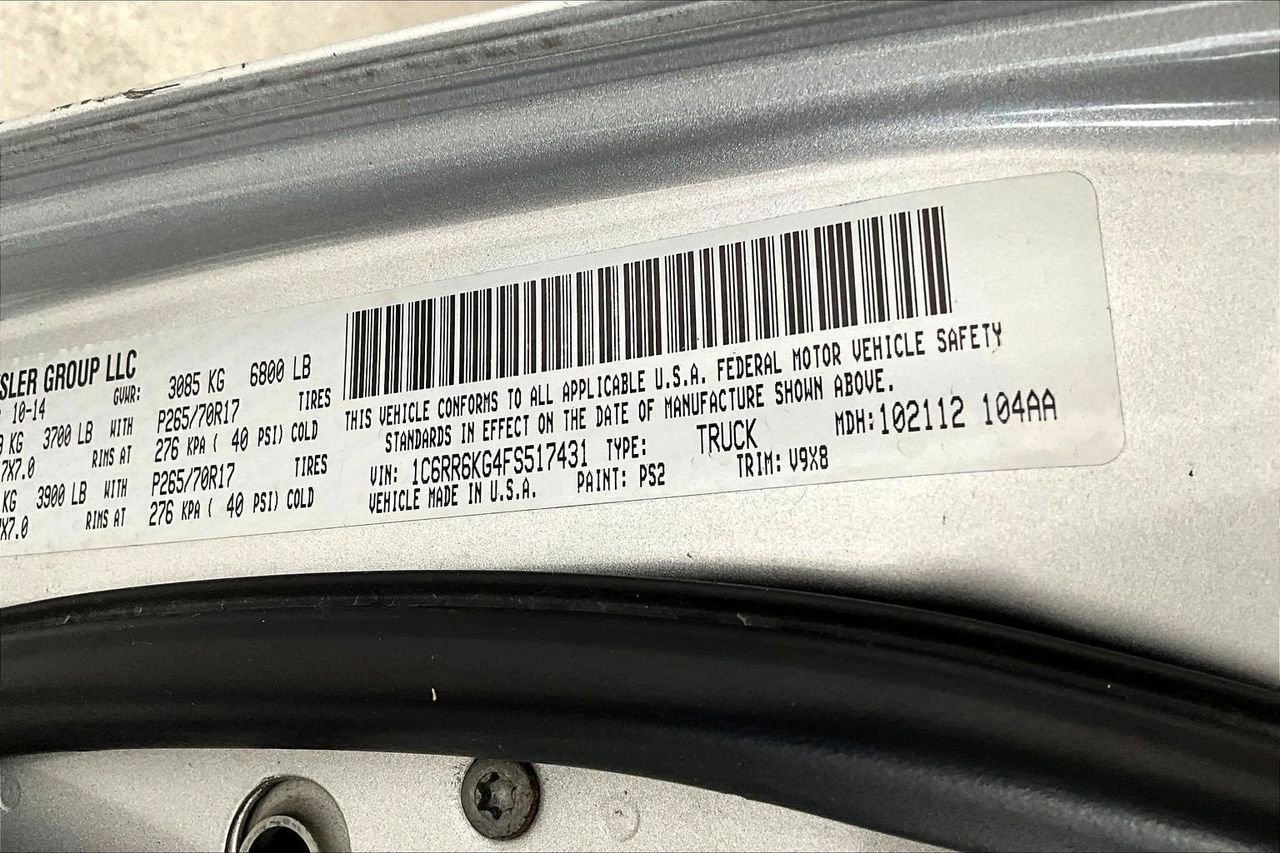 SLER GROUP LLC
10-14 GVWR: 3085 KG 6800 LB
KG 3700 LB WITH P265/70R17 TIRES
7X7.0 RIMS AT 276 KPA ( 40 PSI) COLD
KG 3900 LB WITH P265/70R17 TIRES
X7.0 RIMS AT 276 KPA ( 40 PSI) COLD
THIS VEHICLE CONFORMS TO ALL APPLICABLE U.S.A. FEDERAL MOTOR VEHICLE SAFETY
STANDARDS IN EFFECT ON THE DATE OF MANUFACTURE SHOWN ABOVE.
VIN: 1C6RR6KG4FS517431 TYPE: TRUCK MDH:102112 104AA
VEHICLE MADE IN U.S.A. PAINT: PS2 TRIM: V9X8